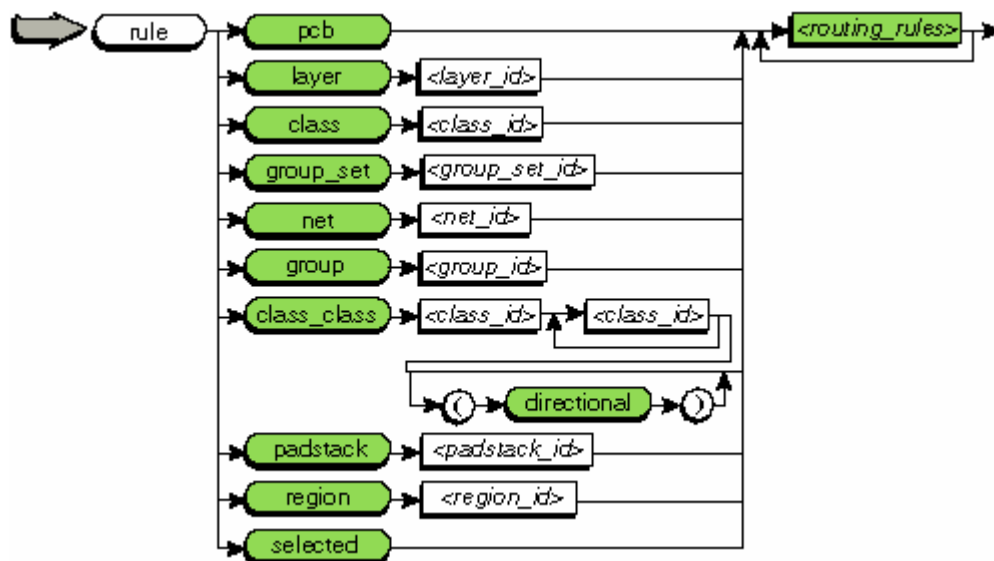 rule pcb <routing_rules>
layer <layer_id>
class <class_id>
group_set <group_set_id>
net <net_id>
group <group_id>
class_class <class_id> <class_id>
( directional )
padstack <padstack_id>
region <region_id>
selected